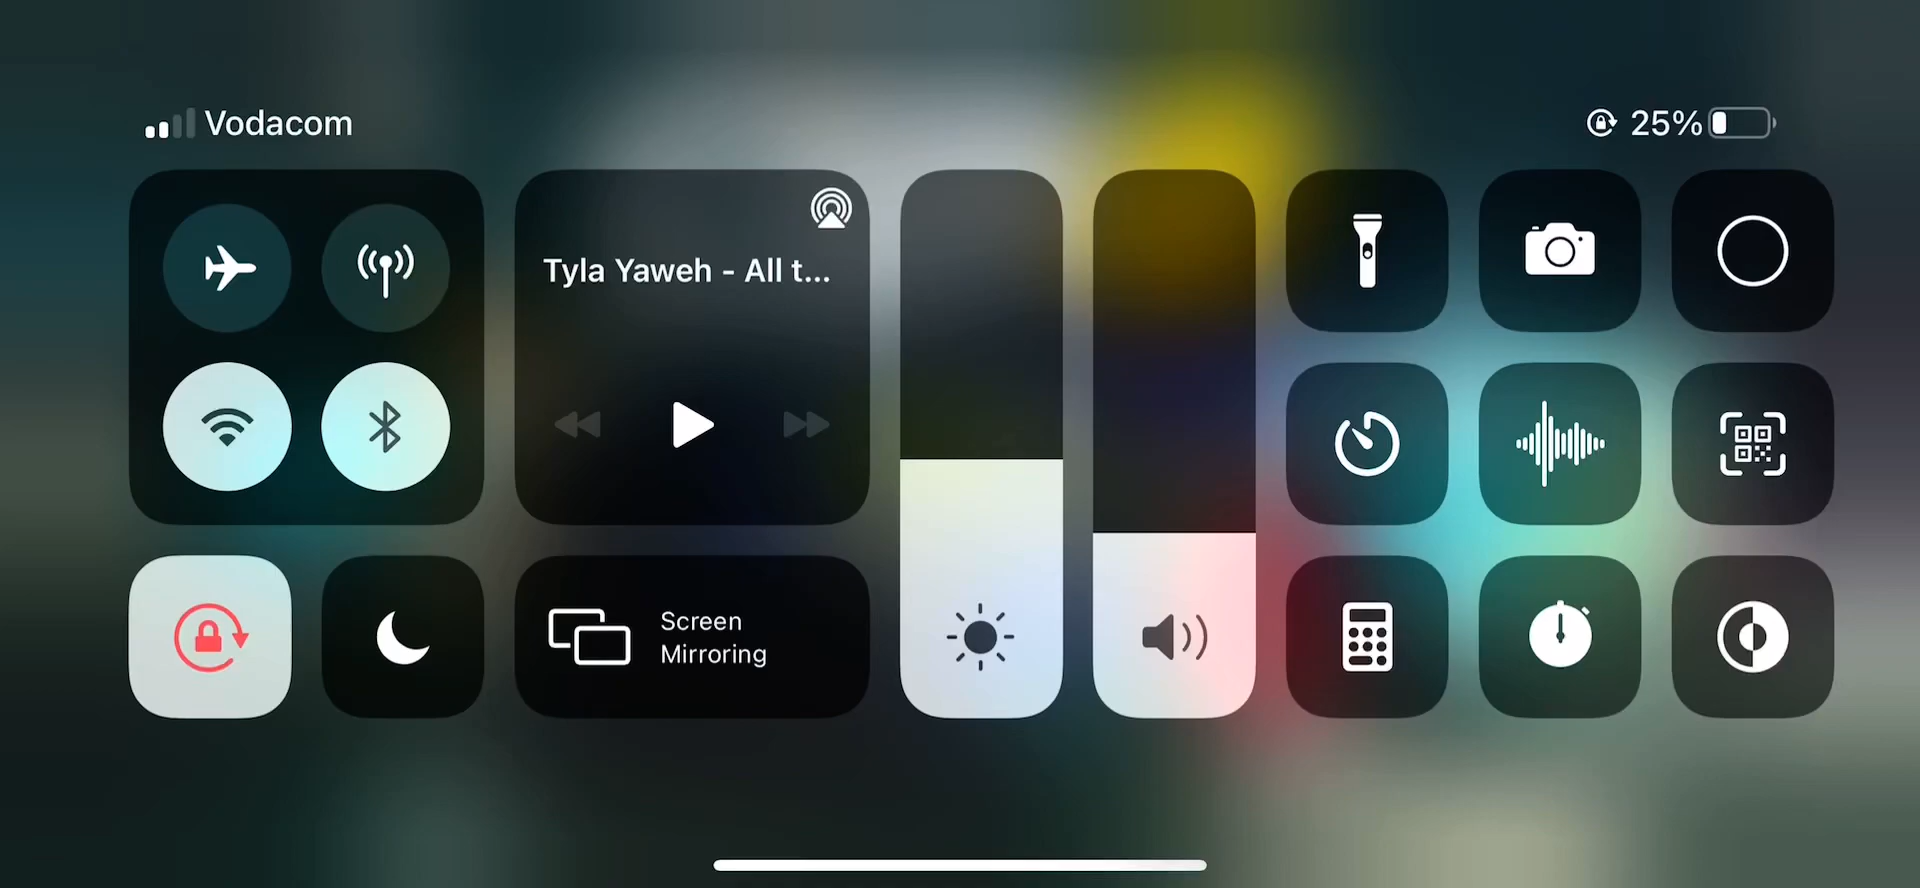 Vodacom
25%
Tyla Yaweh - All t...
Screen
Mirroring